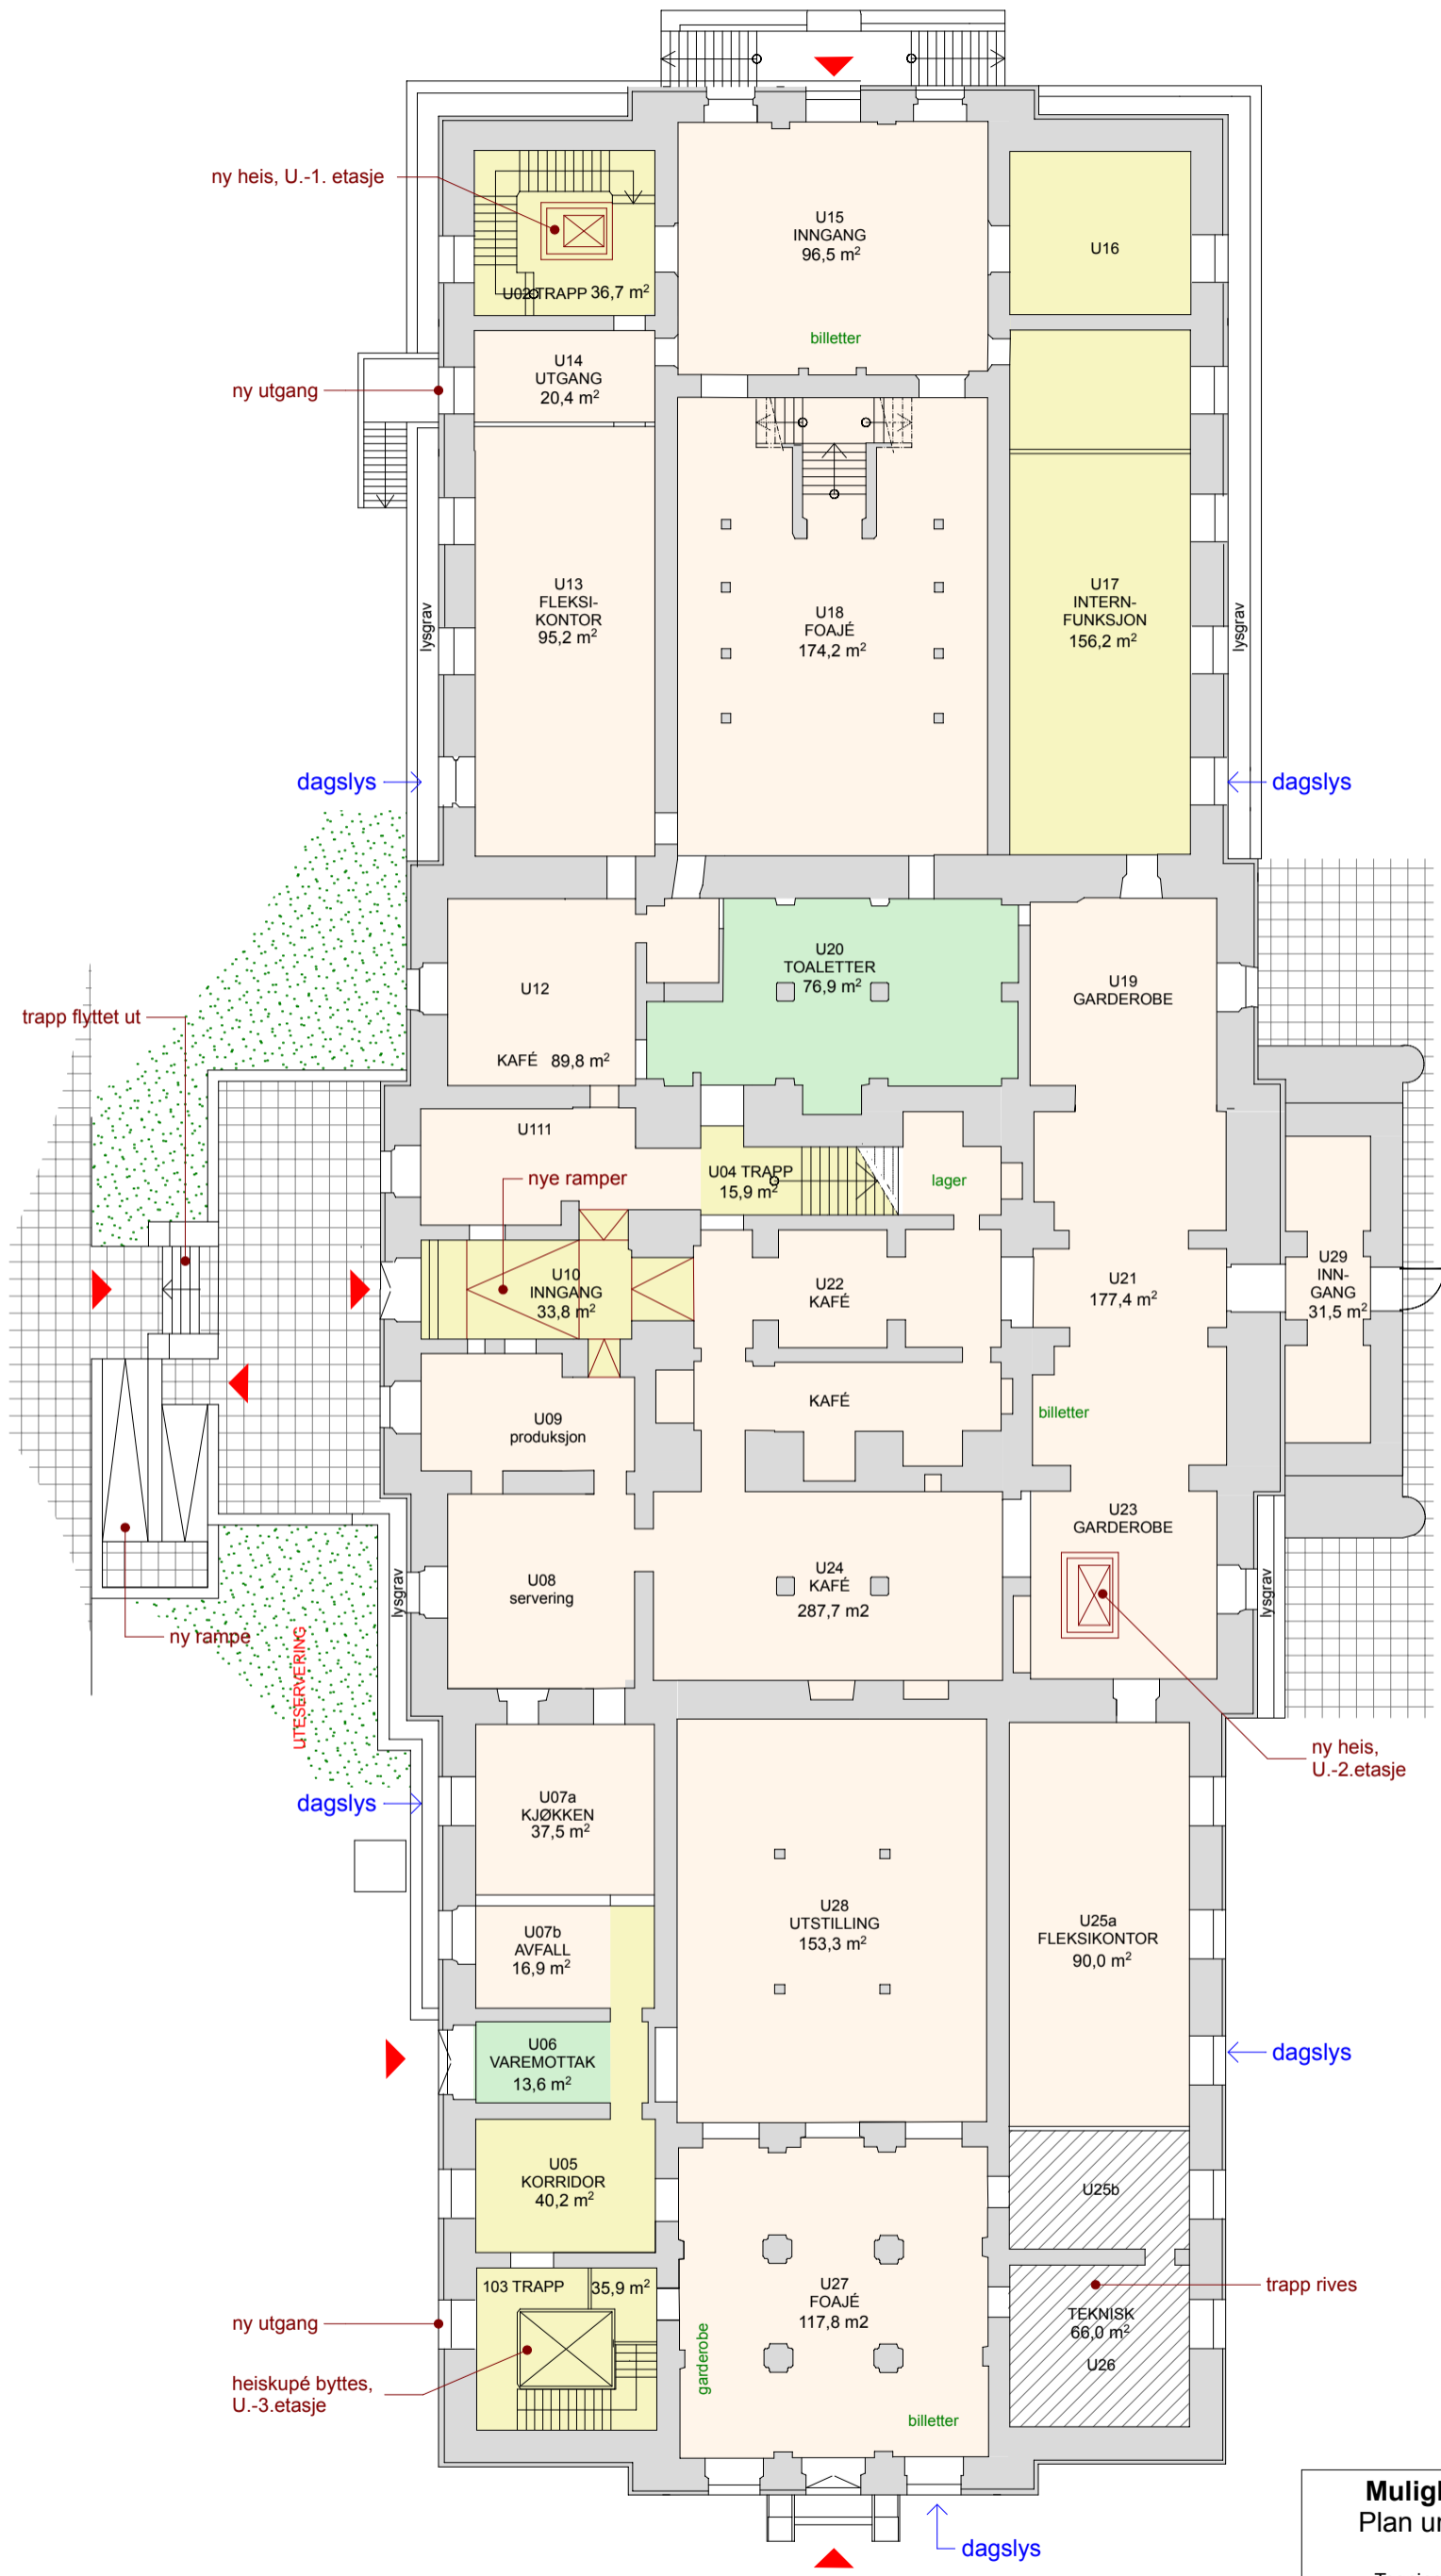 ny heis, U.-1. etasje
U15
INNGANG
96,5 m²
U16
U02 TRAPP 36,7 m²
billetter
ny utgang
U14
UTGANG
20,4 m²
U13
FLEKSI-
KONTOR
95,2 m²
U18
FOAJÉ
174,2 m²
U17
INTERN-
FUNKSJON
156,2 m²
lysgrav
lysgrav
dagslys
dagslys
U20
TOALETTER
76,9 m²
U12
KAFÉ 89,8 m²
U19
GARDEROBE
trapp flyttet ut
U111
nye ramper
U04 TRAPP
15,9 m²
lager
U10
INNGANG
33,8 m²
U22
KAFÉ
U21
177,4 m²
U29
INN-
GANG
31,5 m²
KAFÉ
billetter
U09
produksjon
U23
GARDEROBE
U08
servering
U24
KAFÉ
287,7 m2
lysgrav
lysgrav
ny rampe
UTESERVERING
ny heis,
U.-2.etasje
dagslys
U07a
KJØKKEN
37,5 m²
U28
UTSTILLING
153,3 m²
U25a
FLEKSIKONTOR
90,0 m²
U07b
AVFALL
16,9 m²
U06
VAREMOTTAK
13,6 m²
dagslys
U05
KORRIDOR
40,2 m²
U25b
103 TRAPP 35,9 m²
U27
FOAJÉ
117,8 m2
trapp rives
TEKNISK
66,0 m²
U26
ny utgang
garderobe
heiskupé byttes,
U.-3.etasje
billetter
dagslys
Plan